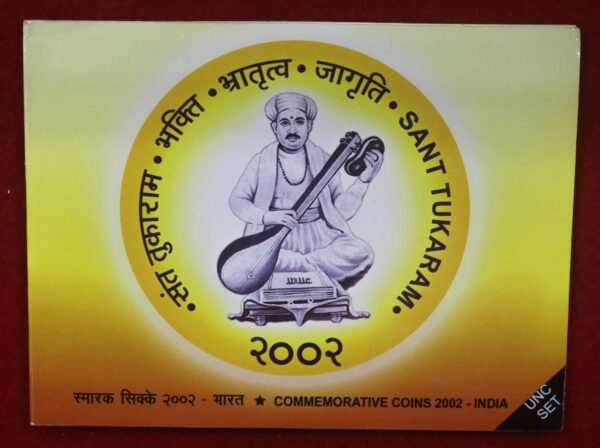 • संत तुकाराम • भक्ति • भ्रातृत्व • जागृति • SANT TUKARAM •
२००२
स्मारक सिक्के २००२ - भारत ★ COMMEMORATIVE COINS 2002 - INDIA
UNC
SET